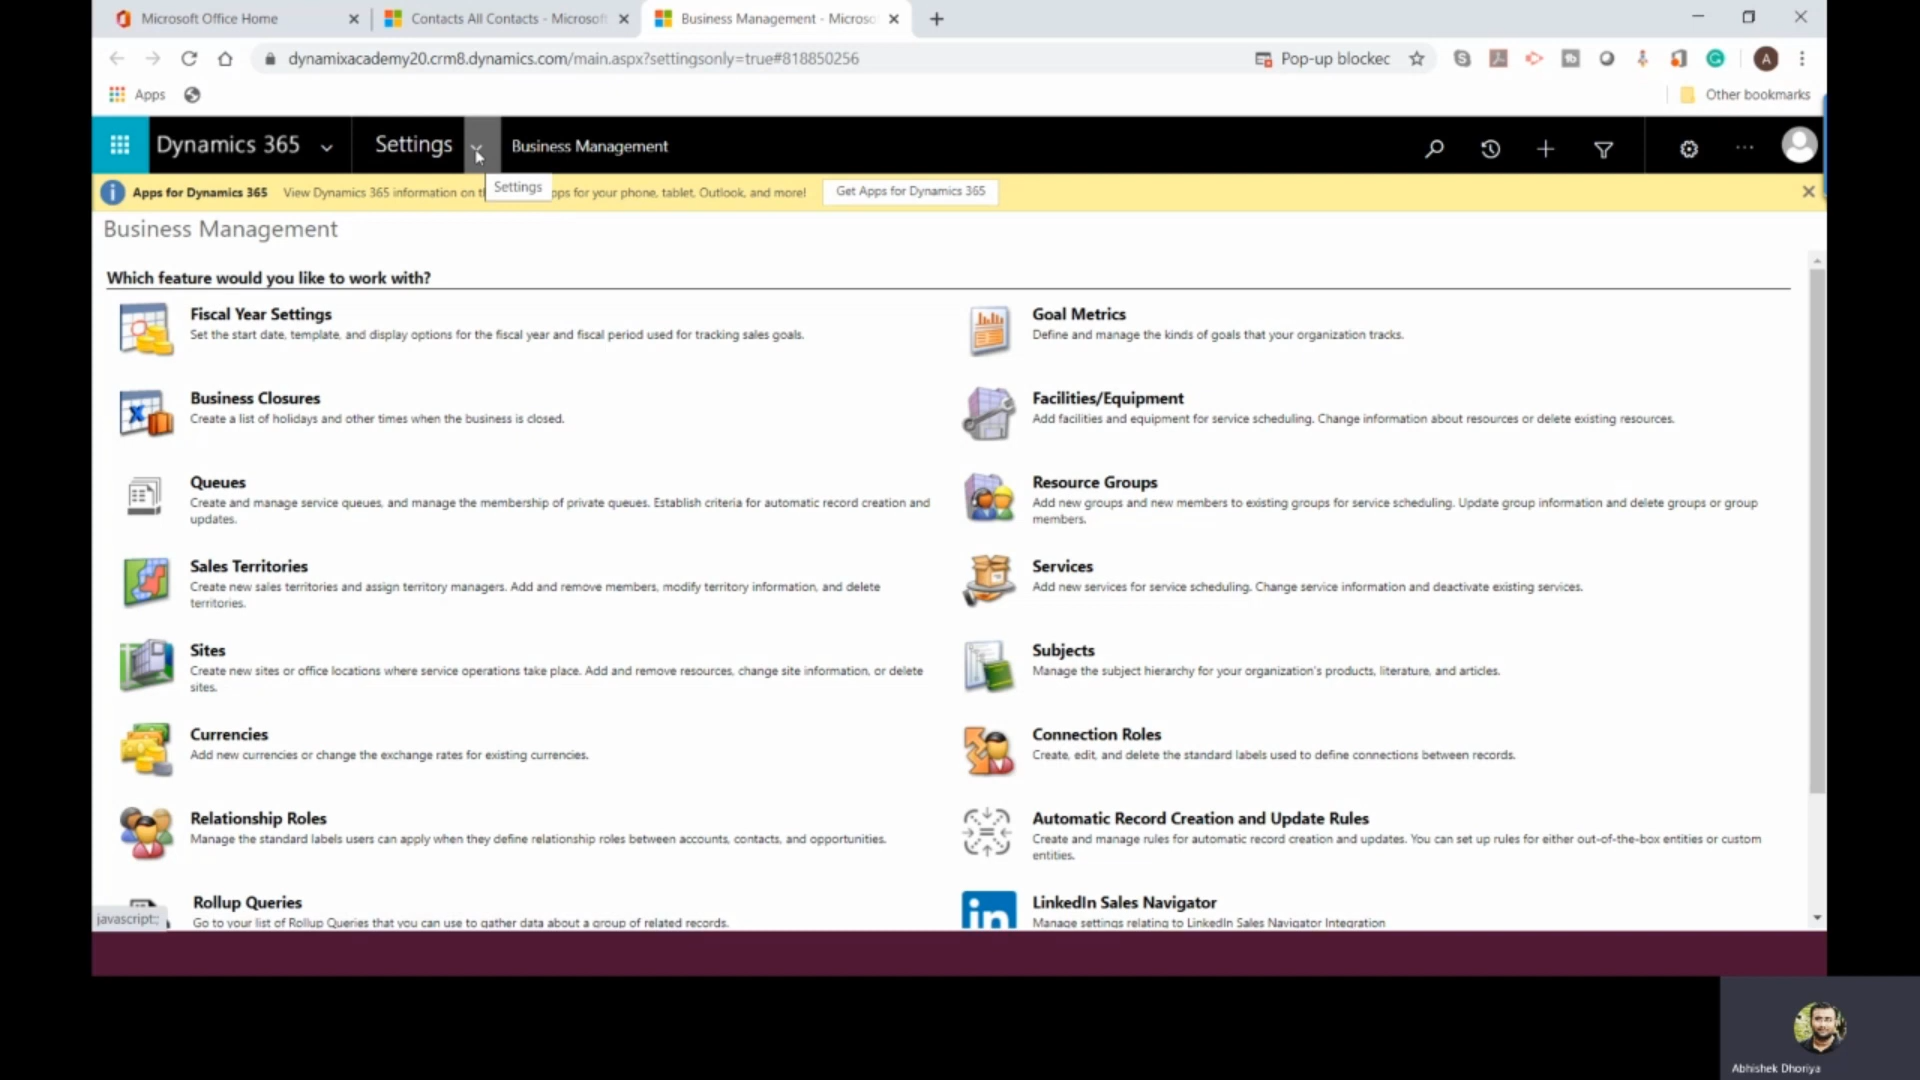 Microsoft Office Home
Contacts All Contacts - Microsoft
Business Management - Microso
dynamixacademy20.crm8.dynamics.com/main.aspx?settingsonly=true#818850256
Pop-up blocked
A
Apps
Other bookmarks
Dynamics 365
Settings
Business Management
Apps for Dynamics 365 View Dynamics 365 information on t
Settings
pps for your phone, tablet, Outlook, and more!
Get Apps for Dynamics 365
Business Management
Which feature would you like to work with?
Fiscal Year Settings
Set the start date, template, and display options for the fiscal year and fiscal period used for tracking sales goals.
Goal Metrics
Define and manage the kinds of goals that your organization tracks.
Business Closures
Create a list of holidays and other times when the business is closed.
Facilities/Equipment
Add facilities and equipment for service scheduling. Change information about resources or delete existing resources.
Queues
Create and manage service queues, and manage the membership of private queues. Establish criteria for automatic record creation and
updates.
Resource Groups
Add new groups and new members to existing groups for service scheduling. Update group information and delete groups or group
members.
Sales Territories
Create new sales territories and assign territory managers. Add and remove members, modify territory information, and delete
territories.
Services
Add new services for service scheduling. Change service information and deactivate existing services.
Sites
Create new sites or office locations where service operations take place. Add and remove resources, change site information, or delete
sites.
Subjects
Manage the subject hierarchy for your organization's products, literature, and articles.
Currencies
Add new currencies or change the exchange rates for existing currencies.
Connection Roles
Create, edit, and delete the standard labels used to define connections between records.
Relationship Roles
Manage the standard labels users can apply when they define relationship roles between accounts, contacts, and opportunities.
Automatic Record Creation and Update Rules
Create and manage rules for automatic record creation and updates. You can set up rules for either out-of-the-box entities or custom
entities.
Rollup Queries
Go to your list of Rollup Queries that you can use to gather data about a group of related records.
LinkedIn Sales Navigator
Manage settings relating to LinkedIn Sales Navigator Integration
in
javascript:;
Abhishek Dhoriya